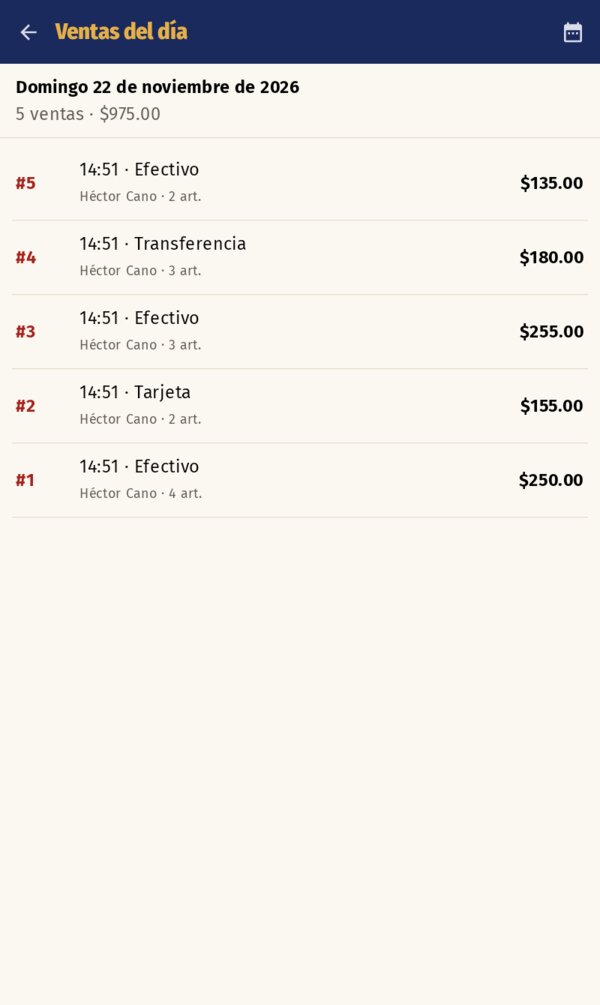 Ventas del día
Domingo 22 de noviembre de 2026
5 ventas · $975.00
#5
14:51 · Efectivo
Héctor Cano · 2 art.
$135.00
#4
14:51 · Transferencia
Héctor Cano · 3 art.
$180.00
#3
14:51 · Efectivo
Héctor Cano · 3 art.
$255.00
#2
14:51 · Tarjeta
Héctor Cano · 2 art.
$155.00
#1
14:51 · Efectivo
Héctor Cano · 4 art.
$250.00